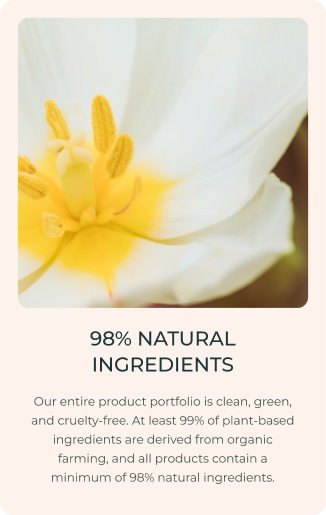 98% NATURAL
INGREDIENTS
Our entire product portfolio is clean, green,
and cruelty-free. At least 99% of plant-based
ingredients are derived from organic
farming, and all products contain a
minimum of 98% natural ingredients.